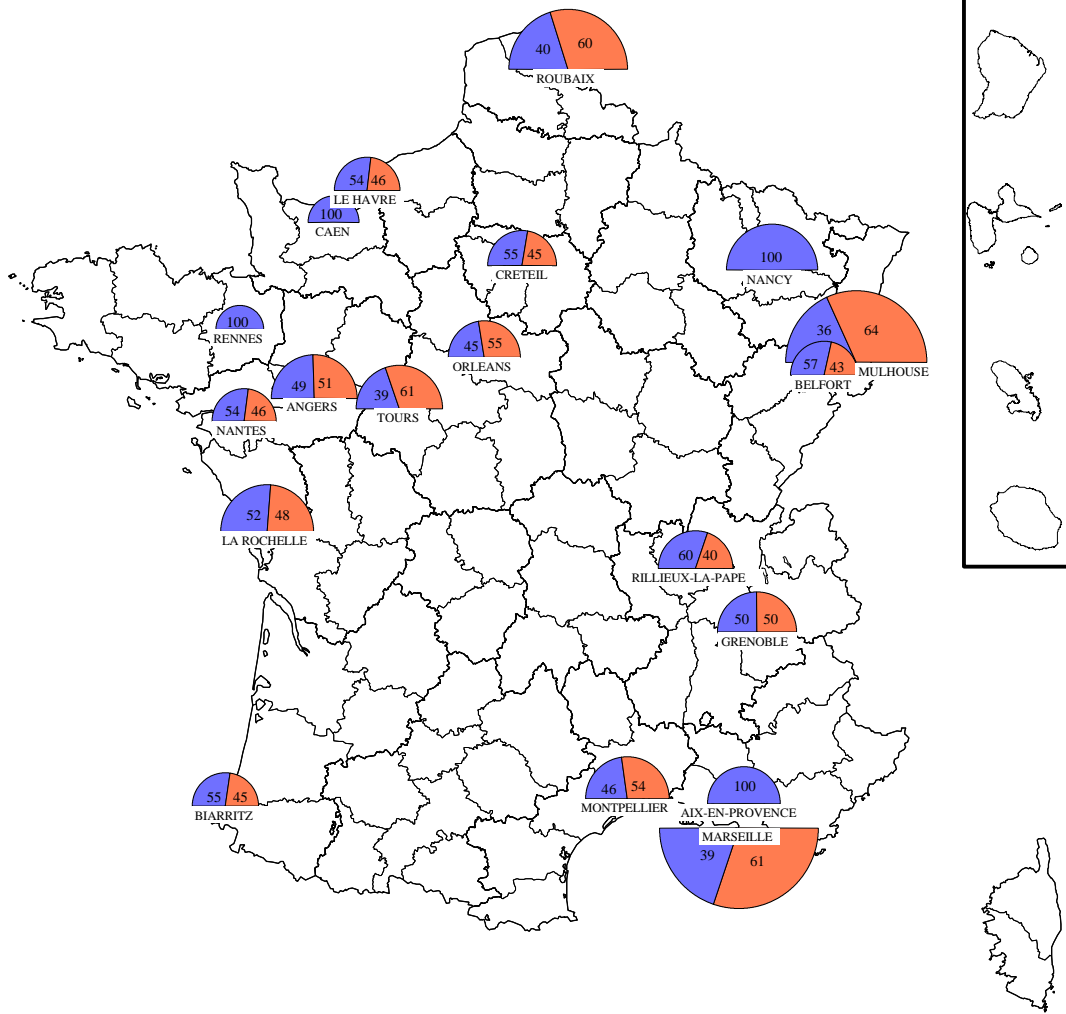 40 60
ROUBAIX
54 46
LE HAVRE
100
CAEN
55 45
CRETEIL
100
NANCY
100
RENNES
36 64
MULHOUSE
57 43
BELFORT
45 55
ORLEANS
49 51
ANGERS
39 61
TOURS
54 46
NANTES
52 48
LA ROCHELLE
60 40
RILLIEUX-LA-PAPE
50 50
GRENOBLE
55 45
BIARRITZ
46 54
MONTPELLIER
100
AIX-EN-PROVENCE
MARSEILLE
39 61